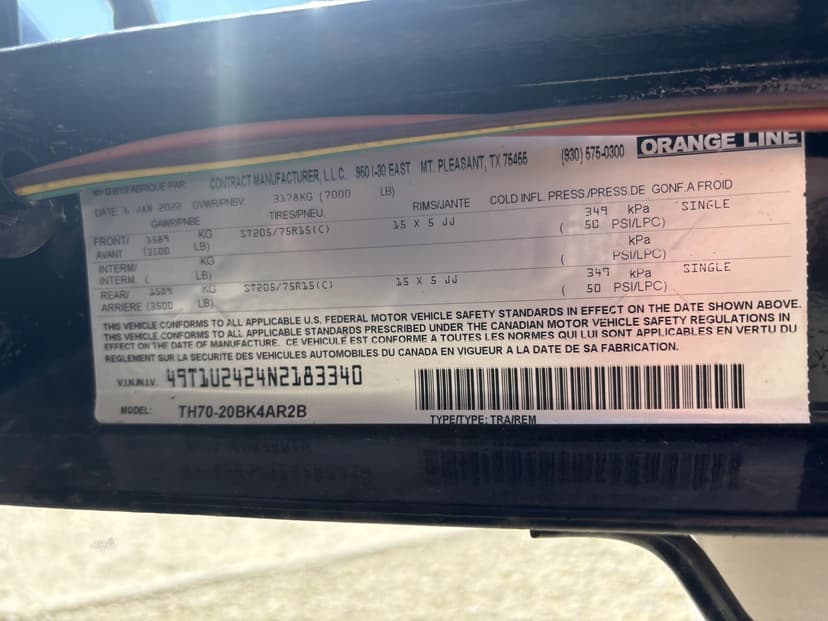 ORANGE LINE
CONTRACT MANUFACTURER, L.L.C. 950 I-30 EAST MT. PLEASANT, TX 75455 (930) 575-0300
DATE: JAN 2022 GVWR/PNBV: 3178KG (7000 LB)
GAWR/PNBE TIRES/PNEU. RIMS/JANTE COLD INFL. PRESS./PRESS. DE GONF. A FROID
FRONT/ 1589 KG ST205/75R15(C) 15 X 5 JJ 349 kPa SINGLE
AVANT (3500 LB) ( 50 PSI/LPC)
INTERM/ KG kPa
INTERM. ( LB) ( PSI/LPC)
REAR/ 1589 KG ST205/75R15(C) 15 X 5 JJ 349 kPa SINGLE
ARRIERE (3500 LB) ( 50 PSI/LPC)
THIS VEHICLE CONFORMS TO ALL APPLICABLE U.S. FEDERAL MOTOR VEHICLE SAFETY STANDARDS IN EFFECT ON THE DATE SHOWN ABOVE.
THIS VEHICLE CONFORMS TO ALL APPLICABLE STANDARDS PRESCRIBED UNDER THE CANADIAN MOTOR VEHICLE SAFETY REGULATIONS IN
EFFECT ON THE DATE OF MANUFACTURE. CE VEHICULE EST CONFORME A TOUTES LES NORMES QUI LUI SONT APPLICABLES EN VERTU DU
REGLEMENT SUR LA SECURITE DES VEHICULES AUTOMOBILES DU CANADA EN VIGUEUR A LA DATE DE SA FABRICATION.
V.I.N./N.I.V. 49T1U2424N2183340
MODEL: TH70-20BK4AR2B TYPE/TYPE: TRA/REM